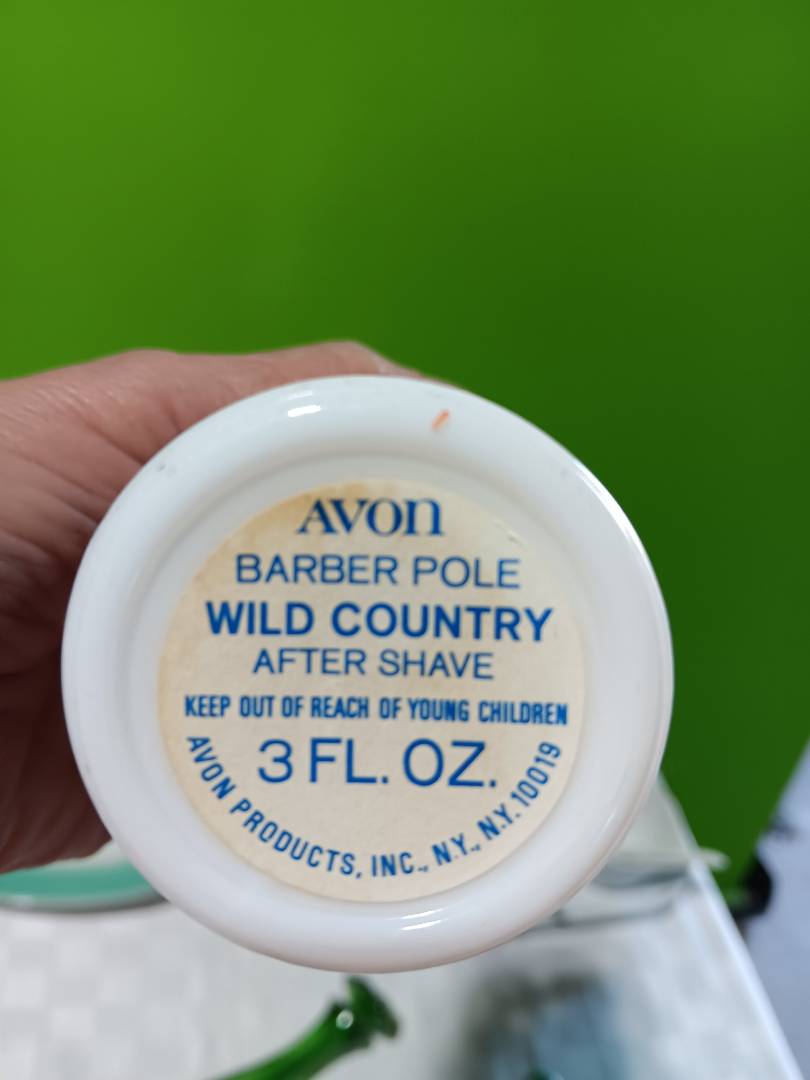 AVON
BARBER POLE
WILD COUNTRY
AFTER SHAVE
KEEP OUT OF REACH OF YOUNG CHILDREN
3 FL. OZ.
AVON PRODUCTS, INC., N.Y., N.Y. 10019